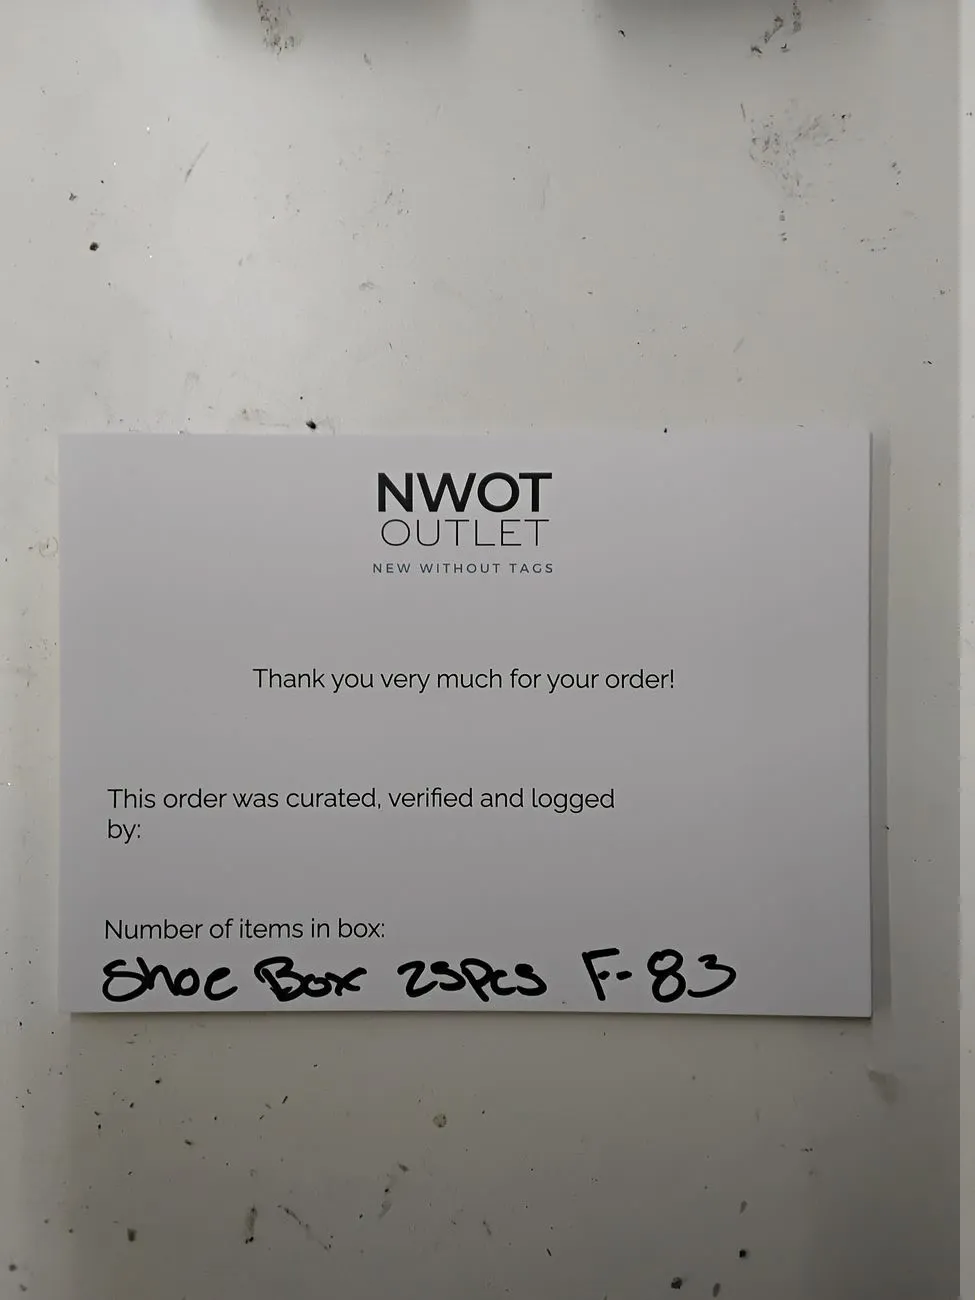 NWOT
OUTLET
NEW WITHOUT TAGS
Thank you very much for your order!
This order was curated, verified and logged
by:
Number of items in box:
Shoe Box 25Pcs F-83